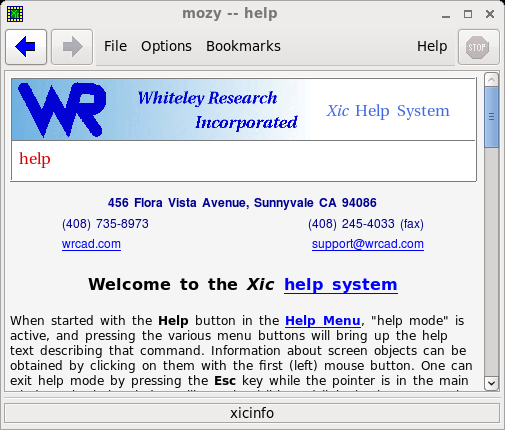 mozy -- help
File Options Bookmarks Help STOP
WR Whiteley Research Incorporated
Xic Help System
help
456 Flora Vista Avenue, Sunnyvale CA 94086
(408) 735-8973 (408) 245-4033 (fax)
wrcad.com support@wrcad.com
Welcome to the Xic help system
When started with the Help button in the Help Menu, "help mode" is
active, and pressing the various menu buttons will bring up the help
text describing that command. Information about screen objects can be
obtained by clicking on them with the first (left) mouse button. One can
exit help mode by pressing the Esc key while the pointer is in the main
xicinfo